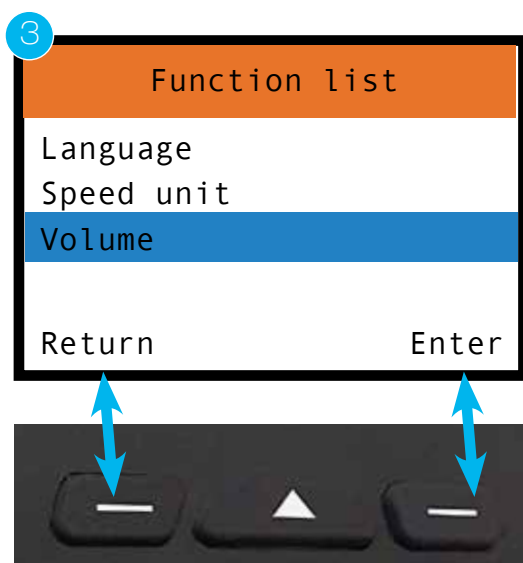 3
Function list
Language
Speed unit
Volume
Return Enter